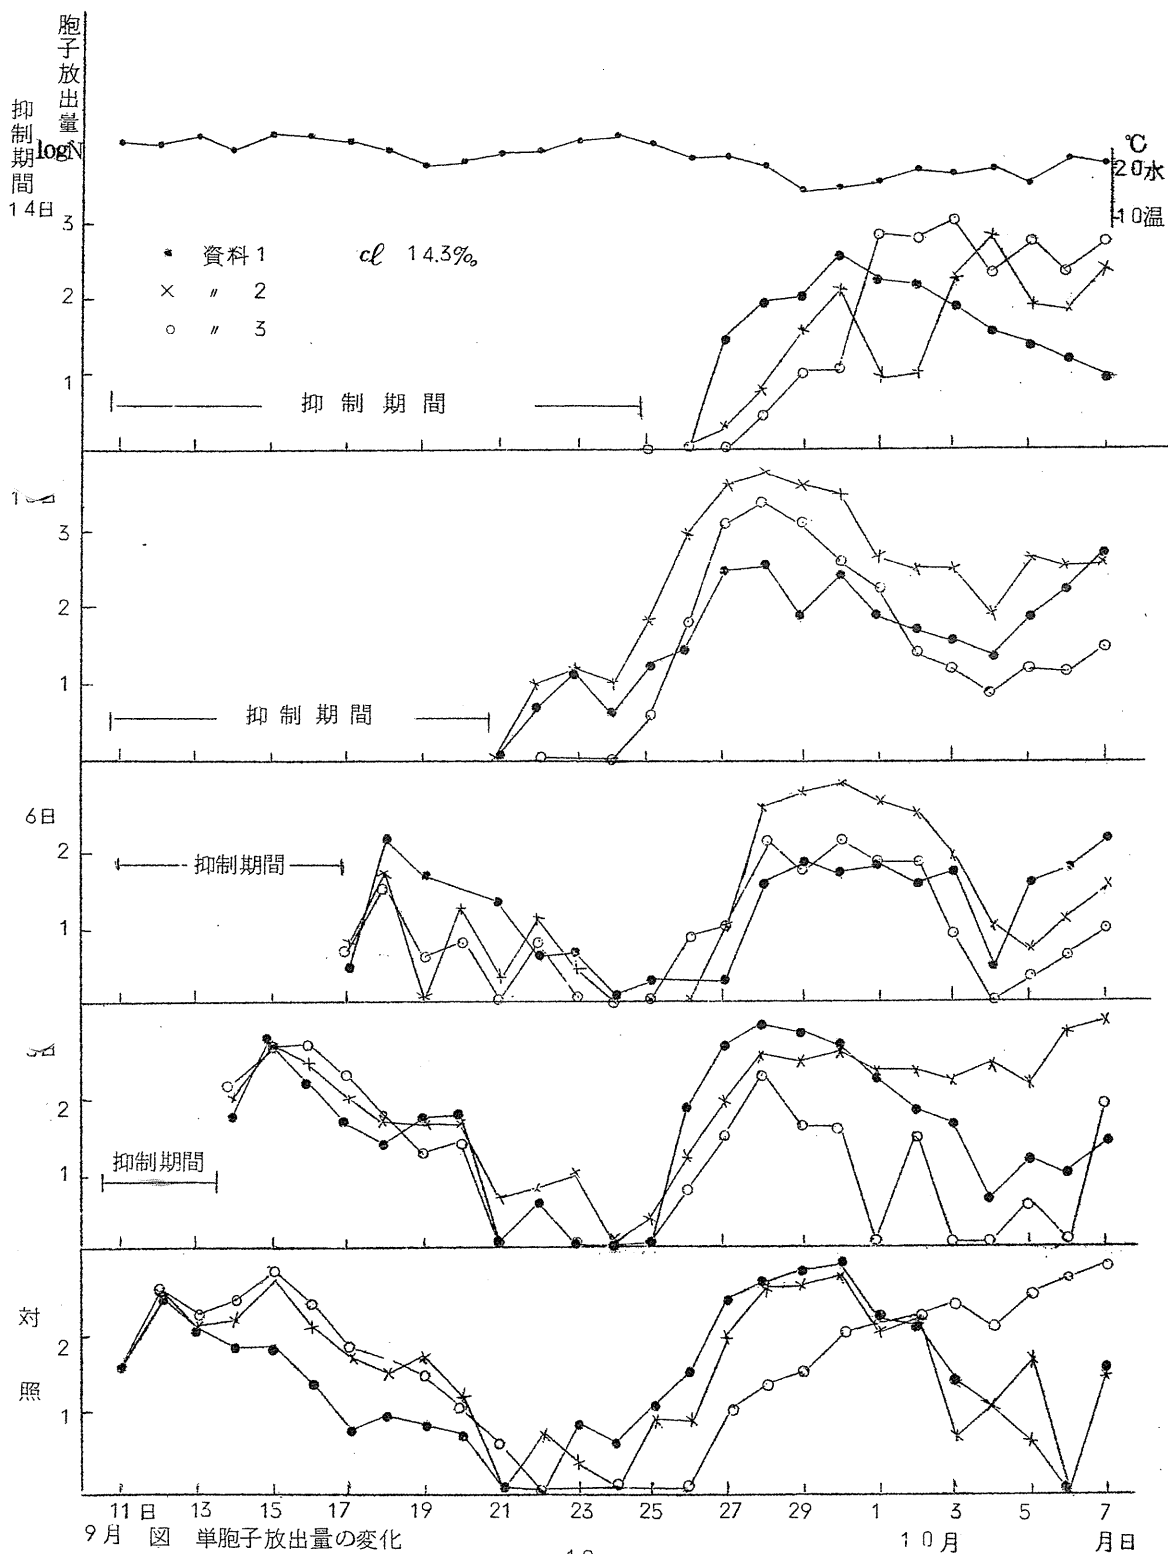 胞子放出量
logN
抑制期間
14日
3
2
1
℃
20水
10温
● 資料1 cℓ 14.3‰
× 〃 2
○ 〃 3
抑制期間
3
2
1
抑制期間
6日
2
1
抑制期間
2
1
抑制期間
対照
2
1
11日 13 15 17 19 21 23 25 27 29 1 3 5 7
9月 図 単胞子放出量の変化 10月 月日